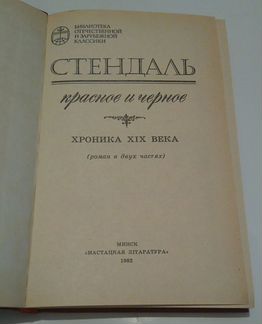 БИБЛИОТЕКА
ОТЕЧЕСТВЕННОЙ
И ЗАРУБЕЖНОЙ
КЛАССИКИ
СТЕНДАЛЬ
красное и черное
ХРОНИКА XIX ВЕКА
(роман в двух частях)
МИНСК
«МАСТАЦКАЯ ЛІТАРАТУРА»
1982